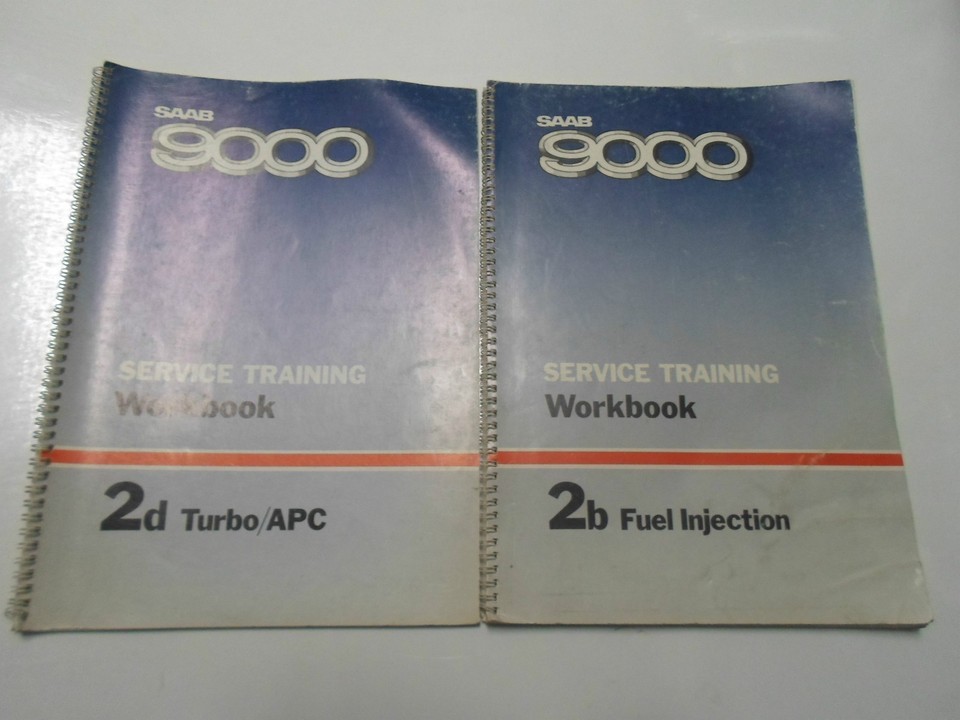 SAAB
9000
SERVICE TRAINING
Workbook
2d Turbo/APC
SAAB
9000
SERVICE TRAINING
Workbook
2b Fuel Injection